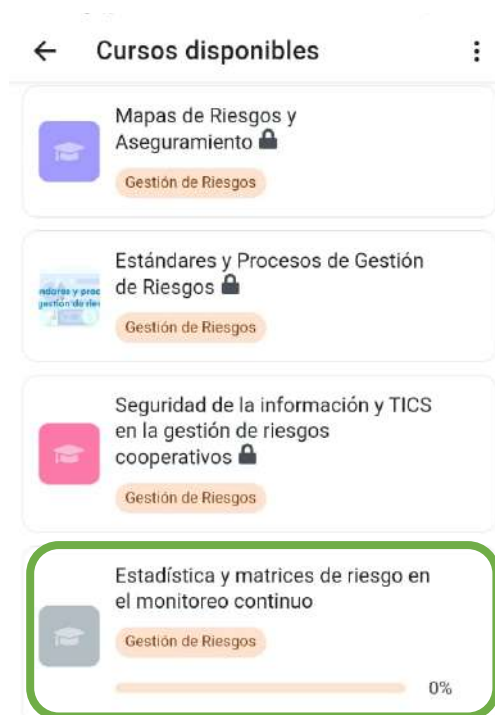 Cursos disponibles
Mapas de Riesgos y
Aseguramiento
Gestión de Riesgos
Estándares y Procesos de Gestión
de Riesgos
Gestión de Riesgos
Seguridad de la información y TICS
en la gestión de riesgos
cooperativos
Gestión de Riesgos
Estadística y matrices de riesgo en
el monitoreo continuo
Gestión de Riesgos
0%